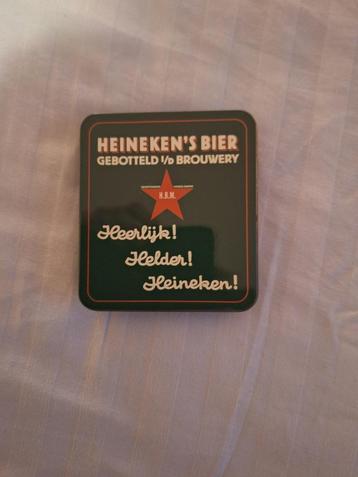 HEINEKEN'S BIER
GEBOTTELD I/D BROUWERY
H.B.M.
Heerlijk!
Helder!
Heineken!